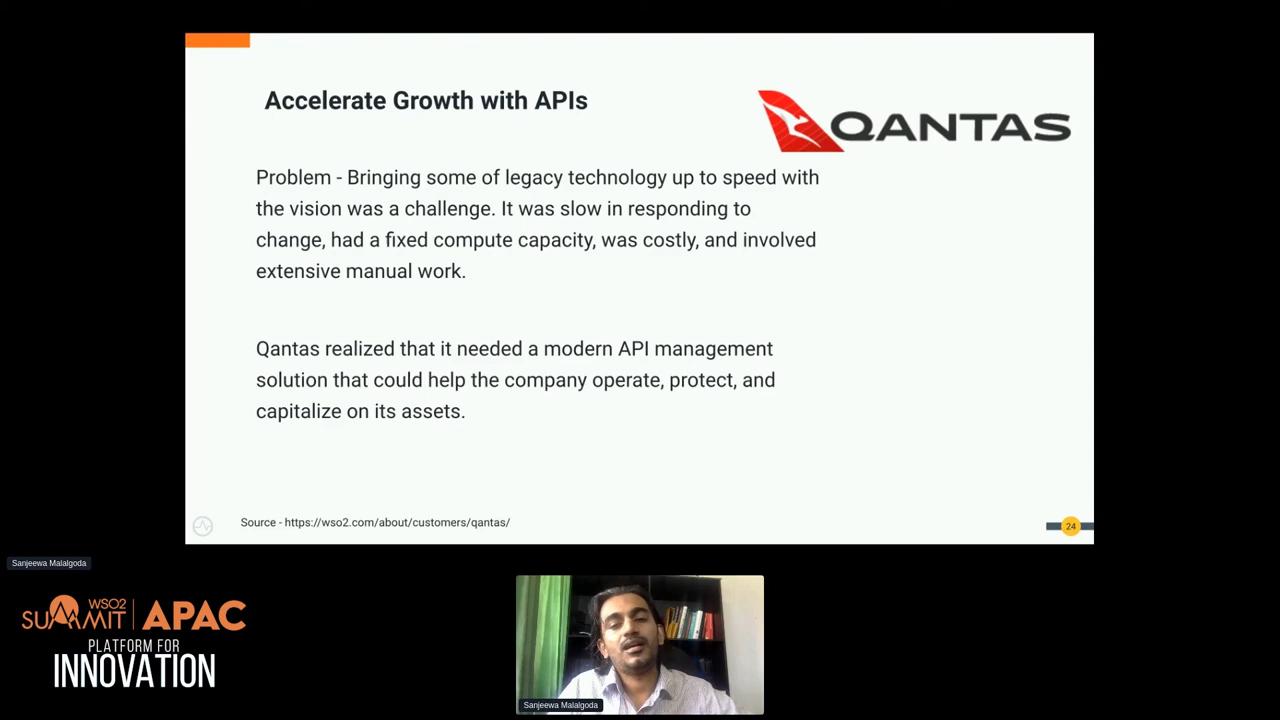 Accelerate Growth with APIs
QANTAS
Problem - Bringing some of legacy technology up to speed with
the vision was a challenge. It was slow in responding to
change, had a fixed compute capacity, was costly, and involved
extensive manual work.
Qantas realized that it needed a modern API management
solution that could help the company operate, protect, and
capitalize on its assets.
Source - https://wso2.com/about/customers/qantas/
24
Sanjeewa Malalgoda
WSO2
SUMMIT APAC
PLATFORM FOR
INNOVATION
Sanjeewa Malalgoda